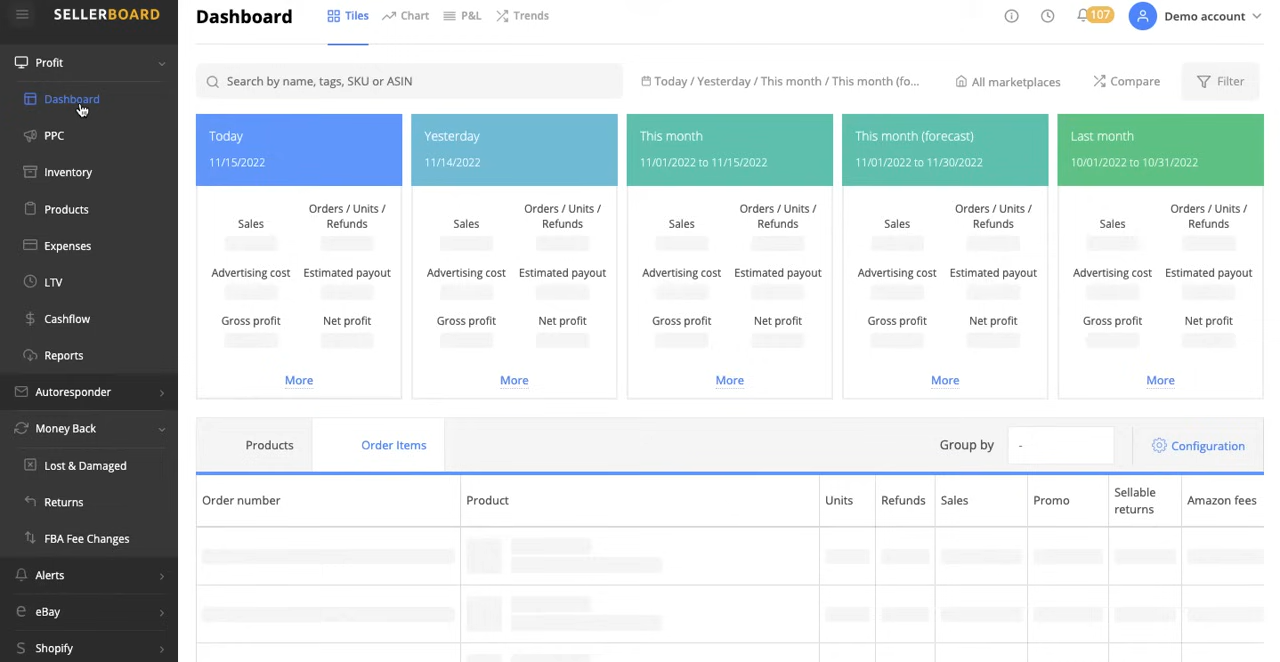 SELLERBOARD
Profit
Dashboard
PPC
Inventory
Products
Expenses
LTV
Cashflow
Reports
Autoresponder
Money Back
Lost & Damaged
Returns
FBA Fee Changes
Alerts
eBay
Shopify
Dashboard
Tiles
Chart
P&L
Trends
107
Demo account
Search by name, tags, SKU or ASIN
Today / Yesterday / This month / This month (fo...
All marketplaces
Compare
Filter
Today
11/15/2022
Sales
Orders / Units /
Refunds
Advertising cost
Estimated payout
Gross profit
Net profit
More
Yesterday
11/14/2022
Sales
Orders / Units /
Refunds
Advertising cost
Estimated payout
Gross profit
Net profit
More
This month
11/01/2022 to 11/15/2022
Sales
Orders / Units /
Refunds
Advertising cost
Estimated payout
Gross profit
Net profit
More
This month (forecast)
11/01/2022 to 11/30/2022
Sales
Orders / Units /
Refunds
Advertising cost
Estimated payout
Gross profit
Net profit
More
Last month
10/01/2022 to 10/31/2022
Sales
Orders / Units /
Refunds
Advertising cost
Estimated payout
Gross profit
Net profit
More
Products
Order Items
Group by
-
Configuration
Order number
Product
Units
Refunds
Sales
Promo
Sellable
returns
Amazon fees